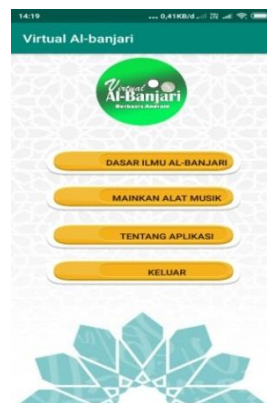 14:19
... 0,41KB/d
Virtual Al-banjari
Virtual
Al-Banjari
Berbasis Android
DASAR ILMU AL-BANJARI
MAINKAN ALAT MUSIK
TENTANG APLIKASI
KELUAR